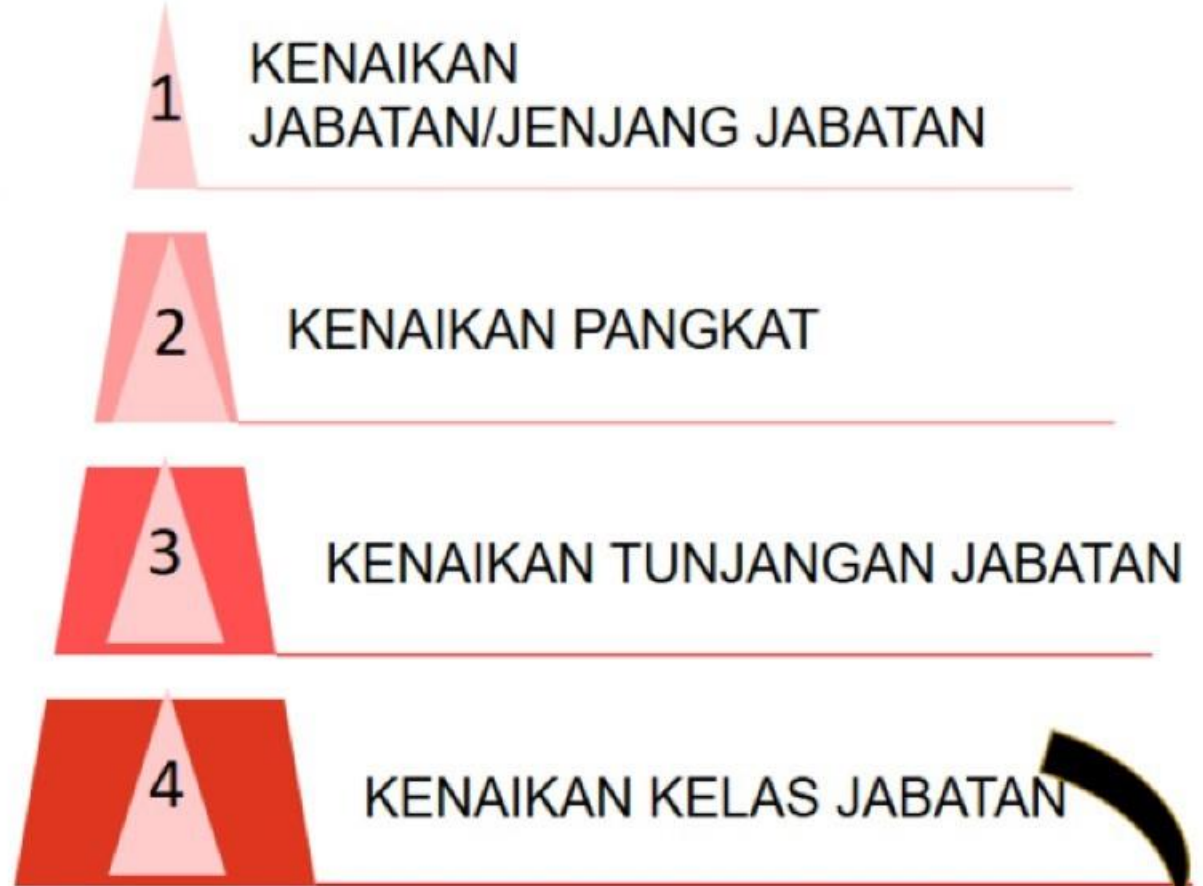 1
KENAIKAN
JABATAN/JENJANG JABATAN
2
KENAIKAN PANGKAT
3
KENAIKAN TUNJANGAN JABATAN
4
KENAIKAN KELAS JABATAN